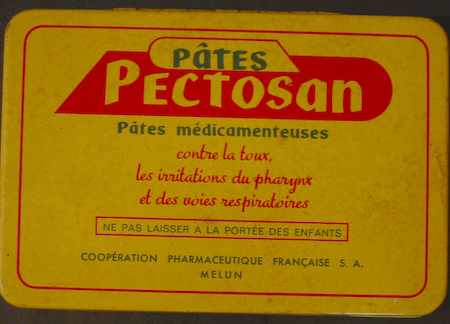 PÂTES
PECTOSAN
Pâtes médicamenteuses
contre la toux,
les irritations du pharynx
et des voies respiratoires
NE PAS LAISSER A LA PORTÉE DES ENFANTS
COOPÉRATION PHARMACEUTIQUE FRANÇAISE S. A.
MELUN